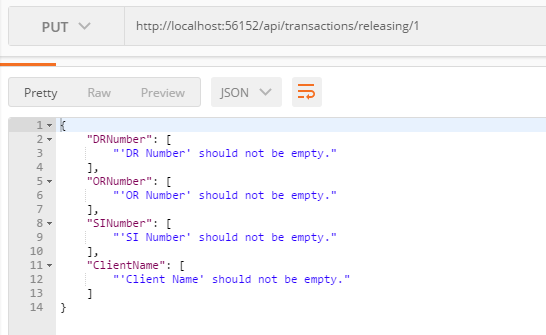 PUT http://localhost:56152/api/transactions/releasing/1
Pretty Raw Preview JSON
1 {
2 "DRNumber": [
3 "'DR Number' should not be empty."
4 ],
5 "ORNumber": [
6 "'OR Number' should not be empty."
7 ],
8 "SINumber": [
9 "'SI Number' should not be empty."
10 ],
11 "ClientName": [
12 "'Client Name' should not be empty."
13 ]
14 }